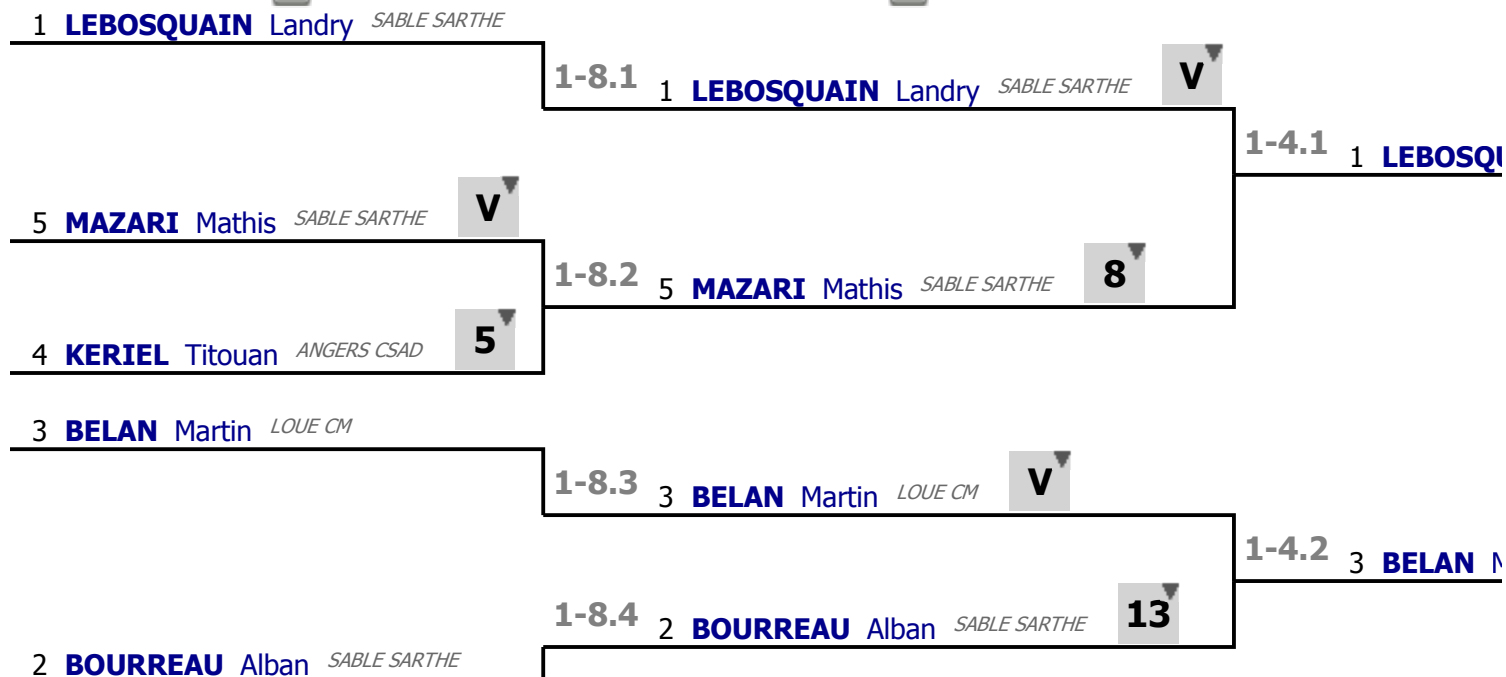 1 LEBOSQUAIN Landry SABLE SARTHE
1-8.1 1 LEBOSQUAIN Landry SABLE SARTHE V
1-4.1 1 LEBOSQU
5 MAZARI Mathis SABLE SARTHE V
1-8.2 5 MAZARI Mathis SABLE SARTHE 8
4 KERIEL Titouan ANGERS CSAD 5
3 BELAN Martin LOUE CM
1-8.3 3 BELAN Martin LOUE CM V
1-4.2 3 BELAN M
1-8.4 2 BOURREAU Alban SABLE SARTHE 13
2 BOURREAU Alban SABLE SARTHE